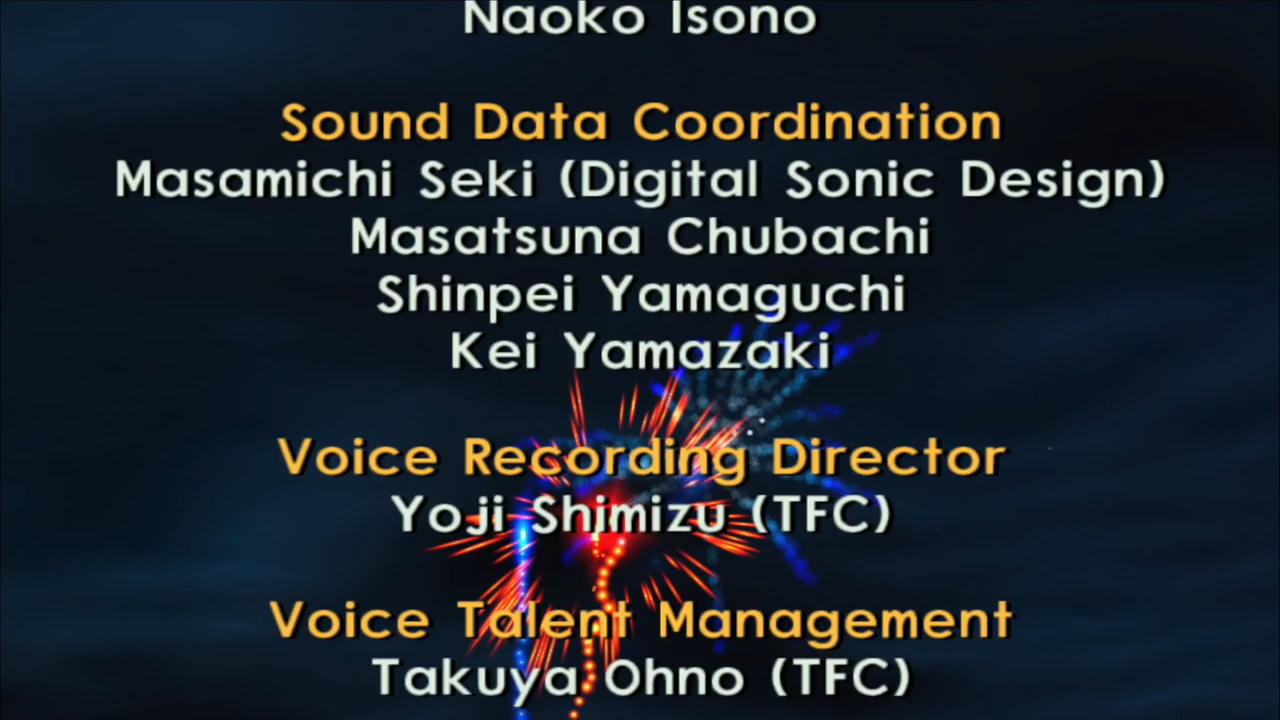 Naoko Isono
Sound Data Coordination
Masamichi Seki (Digital Sonic Design)
Masatsuna Chubachi
Shinpei Yamaguchi
Kei Yamazaki
Voice Recording Director
Yoji Shimizu (TFC)
Voice Talent Management
Takuya Ohno (TFC)